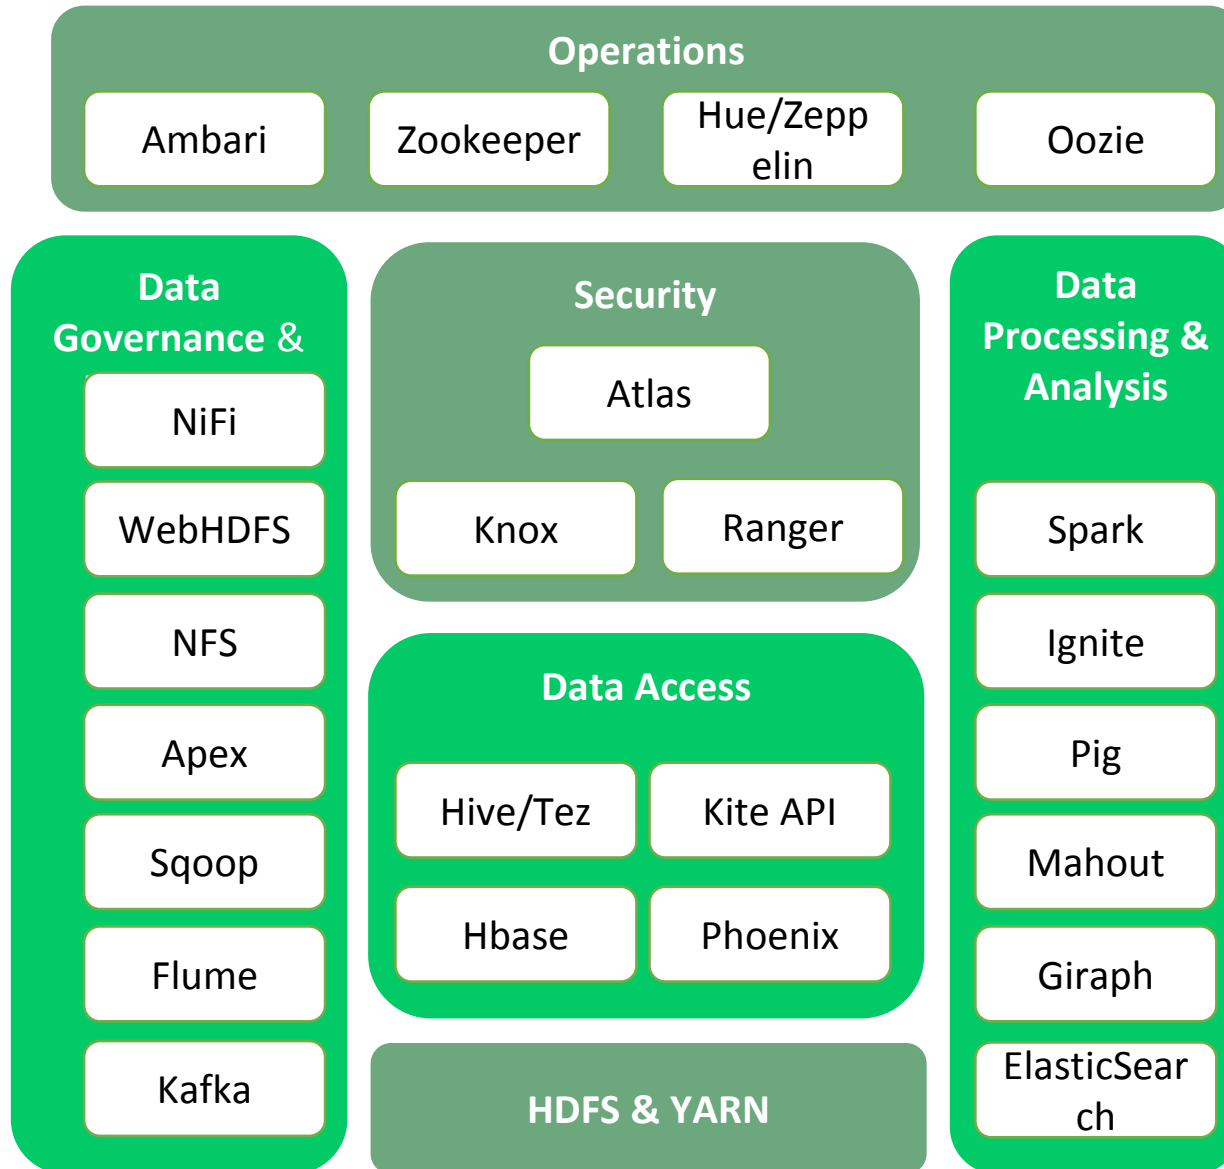 Operations
Ambari
Zookeeper
Hue/Zepp
elin
Oozie
Data
Governance &
NiFi
WebHDFS
NFS
Apex
Sqoop
Flume
Kafka
Security
Atlas
Knox
Ranger
Data Access
Hive/Tez
Kite API
Hbase
Phoenix
HDFS & YARN
Data
Processing &
Analysis
Spark
Ignite
Pig
Mahout
Giraph
ElasticSear
ch